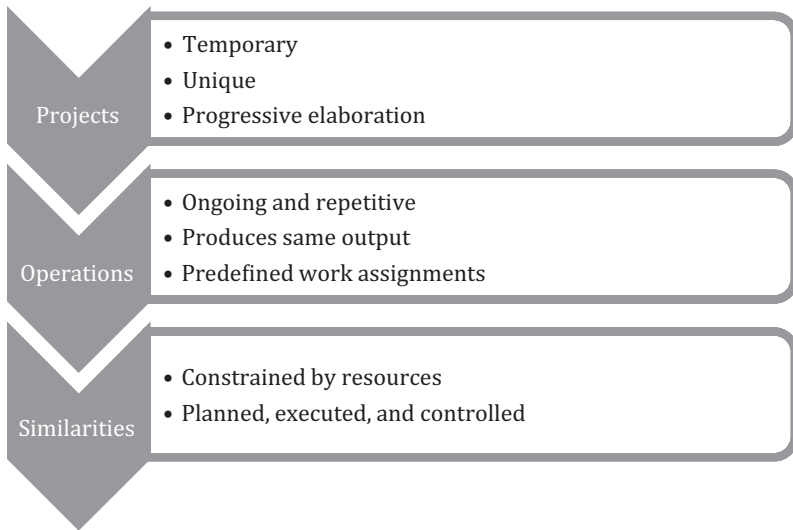 Projects
• Temporary
• Unique
• Progressive elaboration
Operations
• Ongoing and repetitive
• Produces same output
• Predefined work assignments
Similarities
• Constrained by resources
• Planned, executed, and controlled